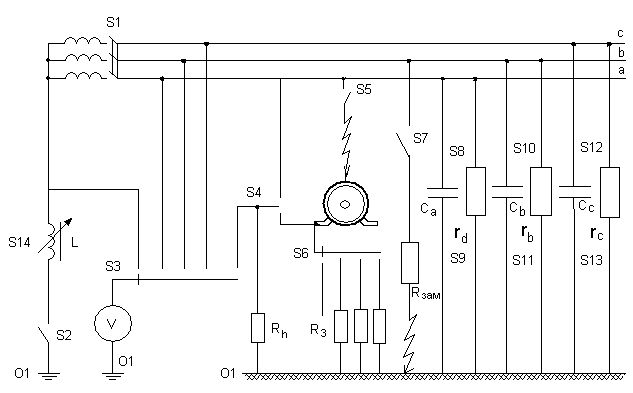 S1
c
b
a
S5
S7
S8
S10
S12
S4
Ca
rd
Cb
rb
Cc
rc
S14
L
S3
S6
S9
S11
S13
V
Rзам
S2
Rh
R3
O1
O1
O1